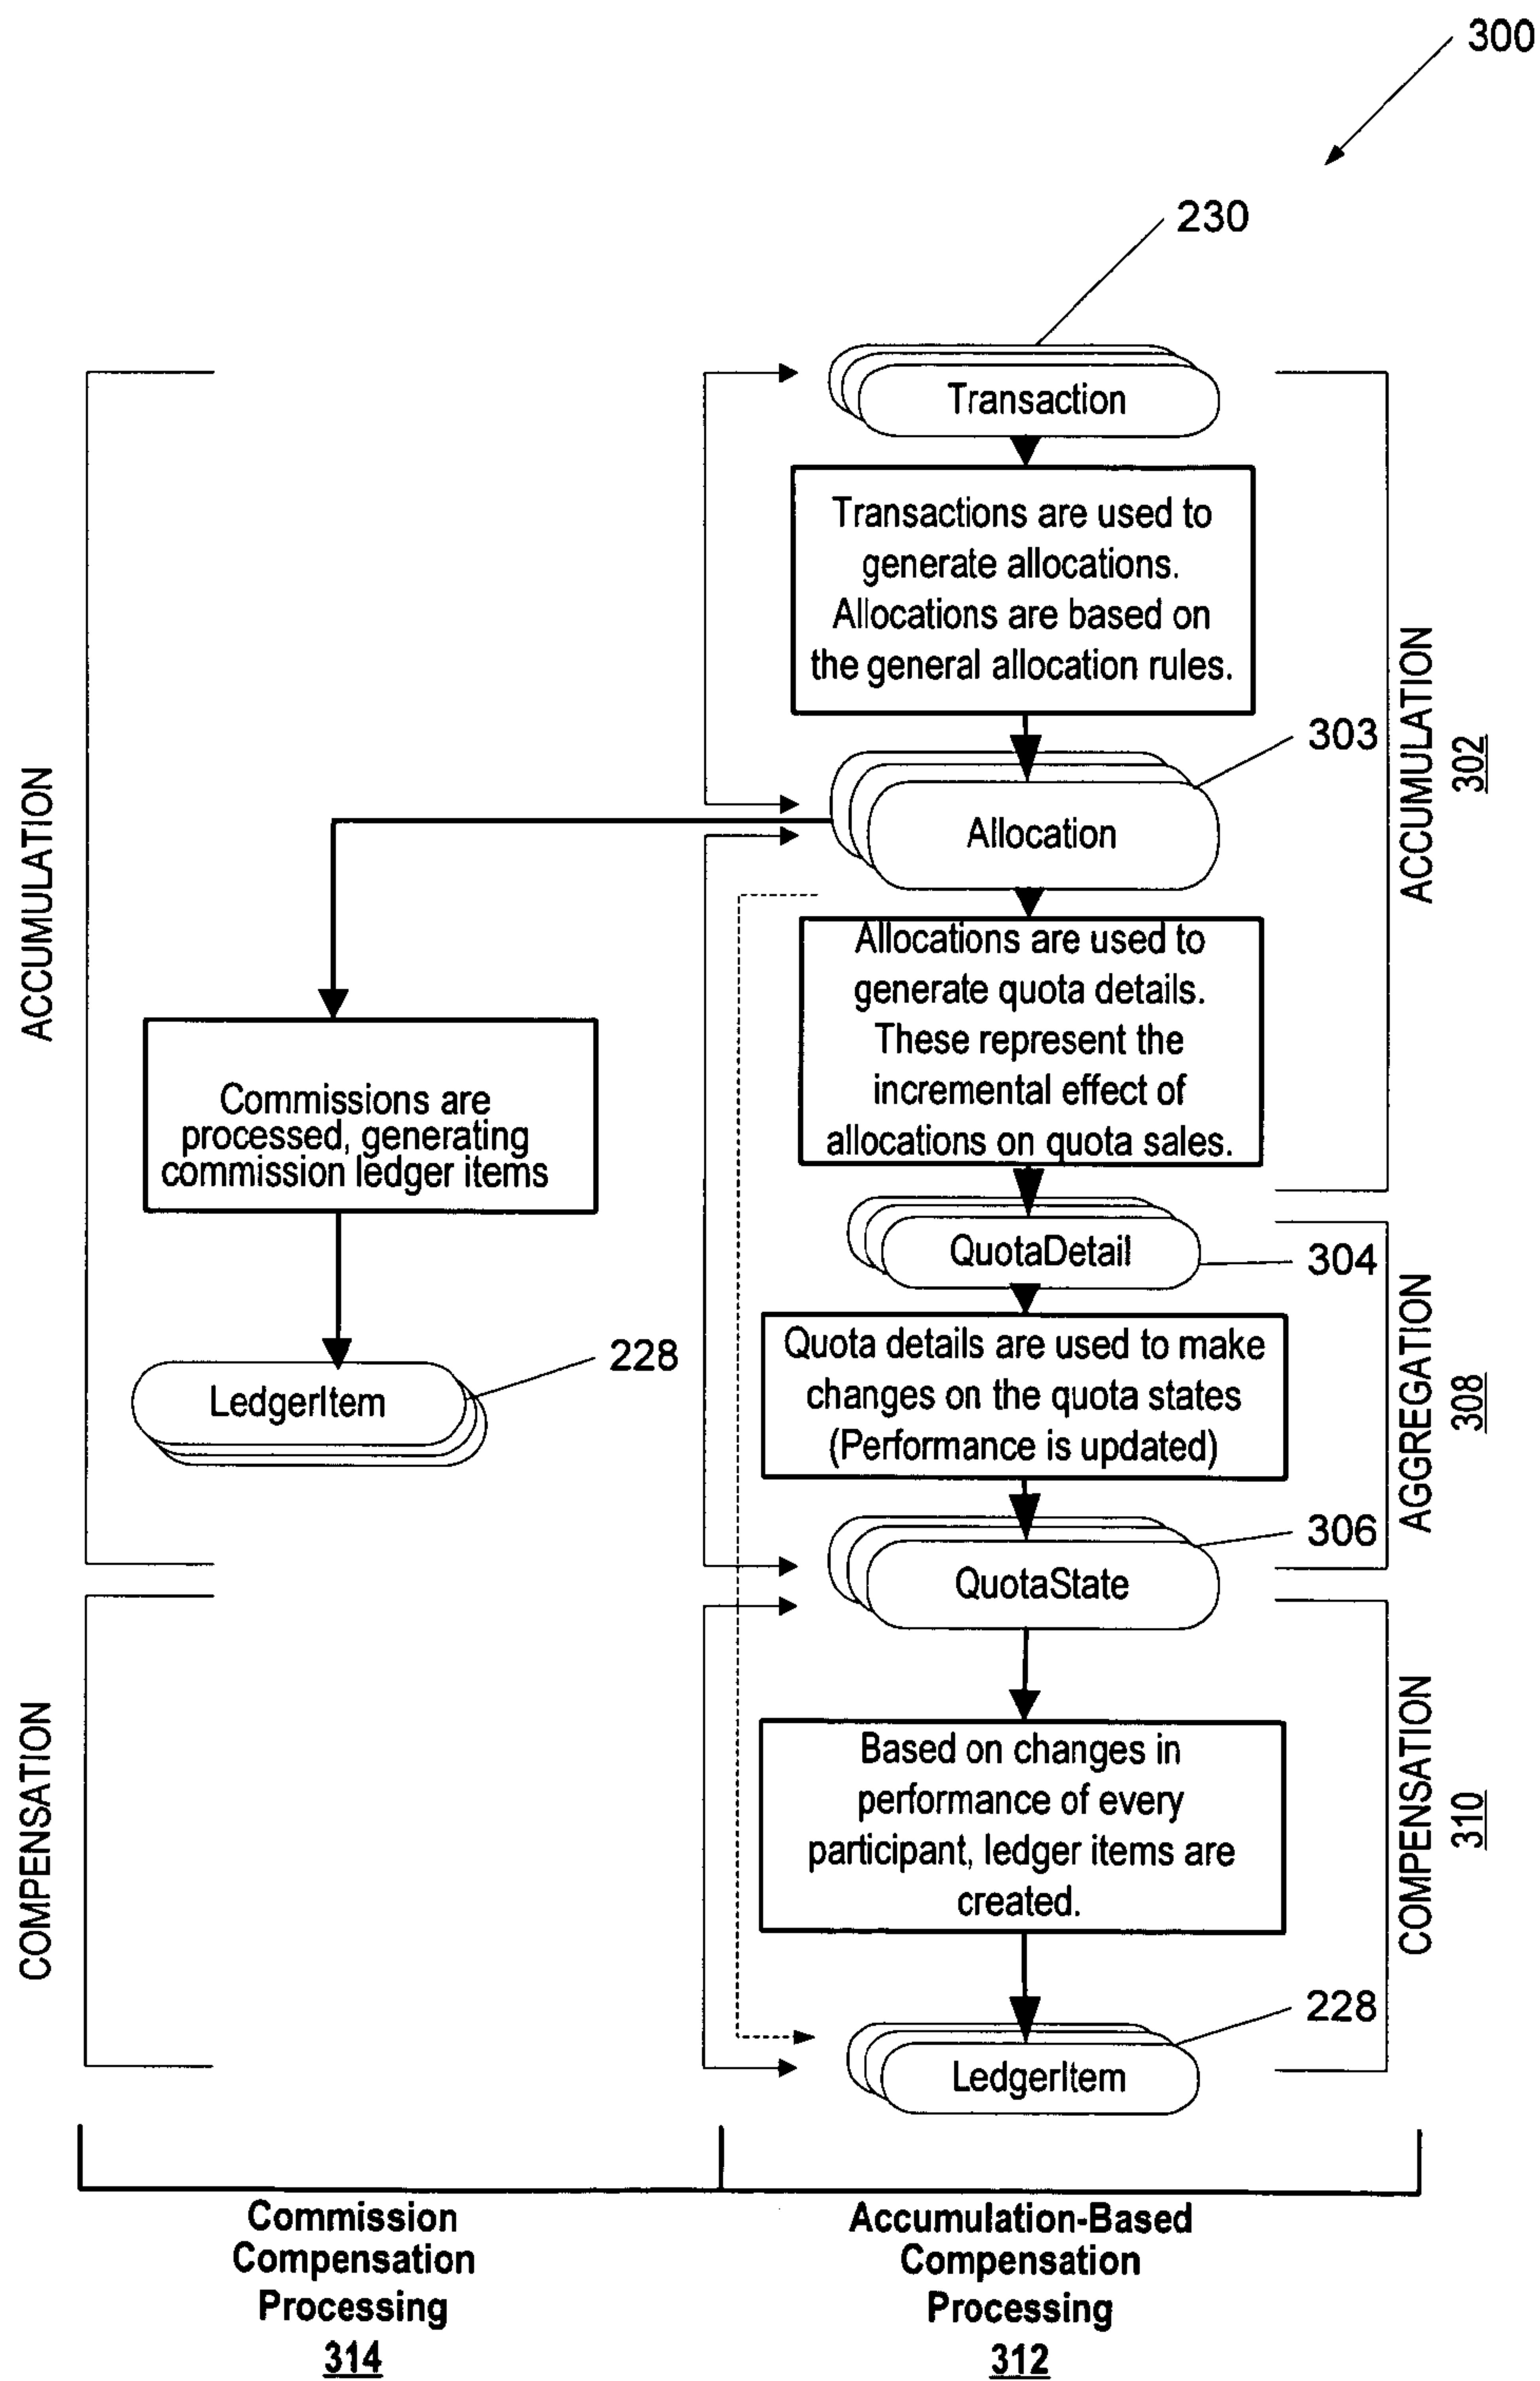 300
230
Transaction
Transactions are used to
generate allocations.
Allocations are based on
the general allocation rules.
303
Allocation
ACCUMULATION
302
ACCUMULATION
Allocations are used to
generate quota details.
These represent the
incremental effect of
allocations on quota sales.
Commissions are
processed, generating
commission ledger items
QuotaDetail
304
228
LedgerItem
Quota details are used to make
changes on the quota states
(Performance is updated)
AGGREGATION
308
306
QuotaState
COMPENSATION
Based on changes in
performance of every
participant, ledger items are
created.
COMPENSATION
310
228
LedgerItem
Commission
Compensation
Processing
314
Accumulation-Based
Compensation
Processing
312